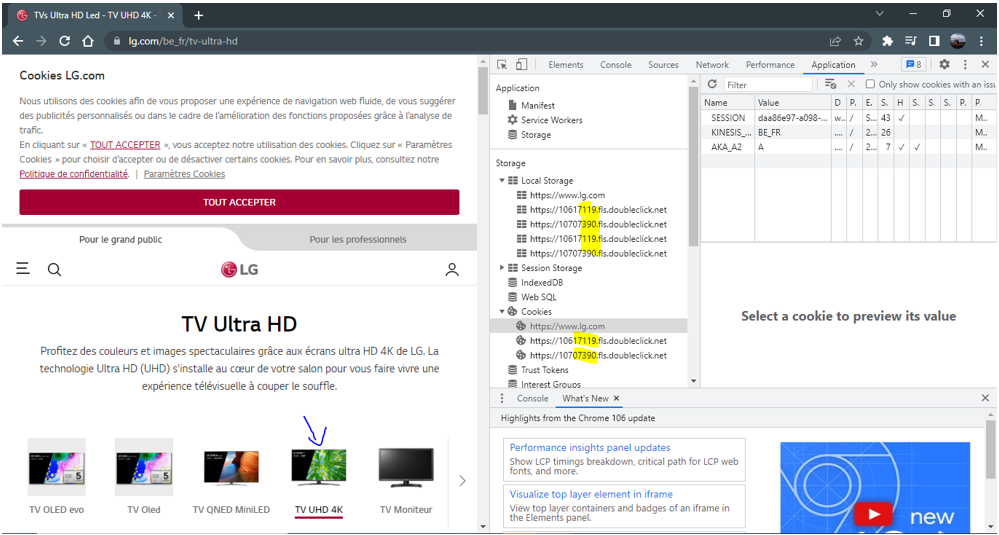 TVs Ultra HD Led - TV UHD 4K -
lg.com/be_fr/tv-ultra-hd
Cookies LG.com
Nous utilisons des cookies afin de vous proposer une expérience de navigation web fluide, de vous suggérer
des publicités personnalisés ou dans le cadre de l'amélioration des fonctions proposées grâce à l'analyse de
trafic.
En cliquant sur « TOUT ACCEPTER », vous acceptez notre utilisation des cookies. Cliquez sur « Paramètres
Cookies » pour choisir d'accepter ou de désactiver certains cookies. Pour en savoir plus, consultez notre
Politique de confidentialité. | Paramètres Cookies
TOUT ACCEPTER
Pour le grand public
Pour les professionnels
LG
TV Ultra HD
Profitez des couleurs et images spectaculaires grâce aux écrans ultra HD 4K de LG. La
technologie Ultra HD (UHD) s'installe au cœur de votre salon pour vous faire vivre une
expérience télévisuelle à couper le souffle.
TV OLED evo
TV Oled
TV QNED MiniLED
TV UHD 4K
TV Moniteur
Elements Console Sources Network Performance Application » 8
Application
Manifest
Service Workers
Storage
Storage
Local Storage
https://www.lg.com
https://10617119.fls.doubleclick.net
https://10707390.fls.doubleclick.net
https://10617119.fls.doubleclick.net
https://10707390.fls.doubleclick.net
Session Storage
IndexedDB
Web SQL
Cookies
https://www.lg.com
https://10617119.fls.doubleclick.net
https://10707390.fls.doubleclick.net
Trust Tokens
Interest Groups
Filter
Only show cookies with an issu
Name Value D P. E. S. H S. S. S. P. P
SESSION daa86e97-a098-... w... / S... 43 ✓ M...
KINESIS_... BE_FR .... / 2... 26 M...
AKA_A2 A .... / 2... 7 ✓ ✓ M...
Select a cookie to preview its value
Console What's New
Highlights from the Chrome 106 update
Performance insights panel updates
Show LCP timings breakdown, critical path for LCP web
fonts, and more.
Visualize top layer element in iframe
View top layer containers and badges of an iframe in
the Elements panel.
new